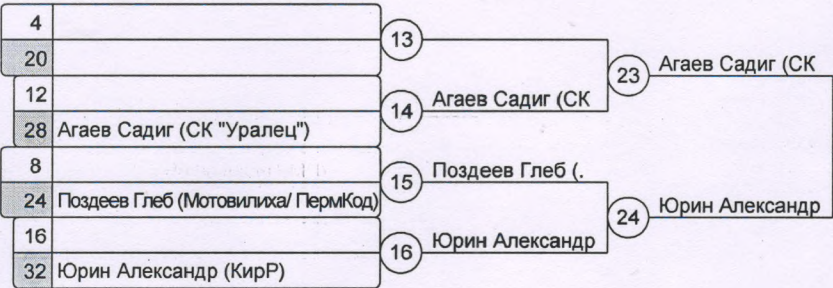 4
20
13
12
28 Агаев Садиг (СК "Уралец")
14 Агаев Садиг (СК
23 Агаев Садиг (СК
8
24 Поздеев Глеб (Мотовилиха/ ПермКод)
15 Поздеев Глеб (.
16
32 Юрин Александр (КирР)
16 Юрин Александр
24 Юрин Александр